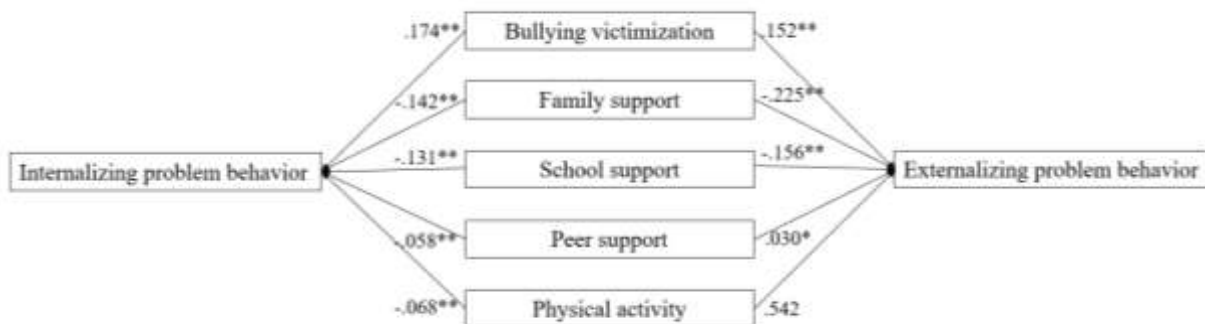 .174** Bullying victimization .152**
-.142** Family support -.225**
Internalizing problem behavior -.131** School support -.156** Externalizing problem behavior
-.058** Peer support .030*
-.068** Physical activity .542